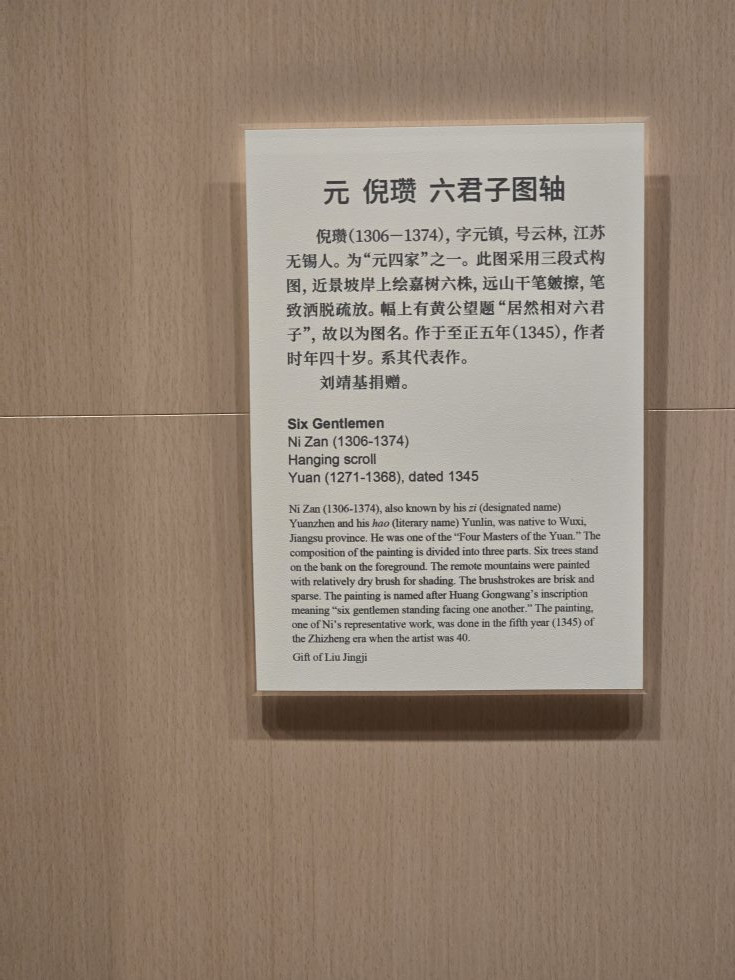 元 倪瓒 六君子图轴
倪瓒(1306－1374), 字元镇, 号云林, 江苏
无锡人。为“元四家”之一。此图采用三段式构
图, 近景坡岸上绘嘉树六株, 远山干笔皴擦, 笔
致洒脱疏放。幅上有黄公望题“居然相对六君
子”, 故以为图名。作于至正五年(1345), 作者
时年四十岁。系其代表作。
刘靖基捐赠。
Six Gentlemen
Ni Zan (1306-1374)
Hanging scroll
Yuan (1271-1368), dated 1345
Ni Zan (1306-1374), also known by his zi (designated name)
Yuanzhen and his hao (literary name) Yunlin, was native to Wuxi,
Jiangsu province. He was one of the “Four Masters of the Yuan.” The
composition of the painting is divided into three parts. Six trees stand
on the bank on the foreground. The remote mountains were painted
with relatively dry brush for shading. The brushstrokes are brisk and
sparse. The painting is named after Huang Gongwang’s inscription
meaning “six gentlemen standing facing one another.” The painting,
one of Ni’s representative work, was done in the fifth year (1345) of
the Zhizheng era when the artist was 40.
Gift of Liu Jingji